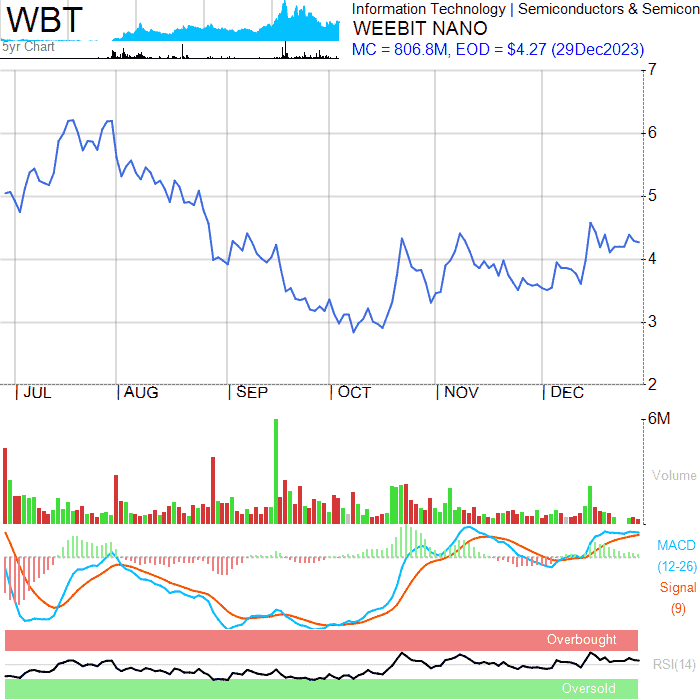 WBT
5yr Chart
Information Technology | Semiconductors & Semicon
WEEBIT NANO
MC = 806.8M, EOD = $4.27 (29Dec2023)
7
6
5
4
3
2
| JUL | AUG | SEP | OCT | NOV | DEC
6M
Volume
MACD
(12-26)
Signal
(9)
Overbought
RSI(14)
Oversold